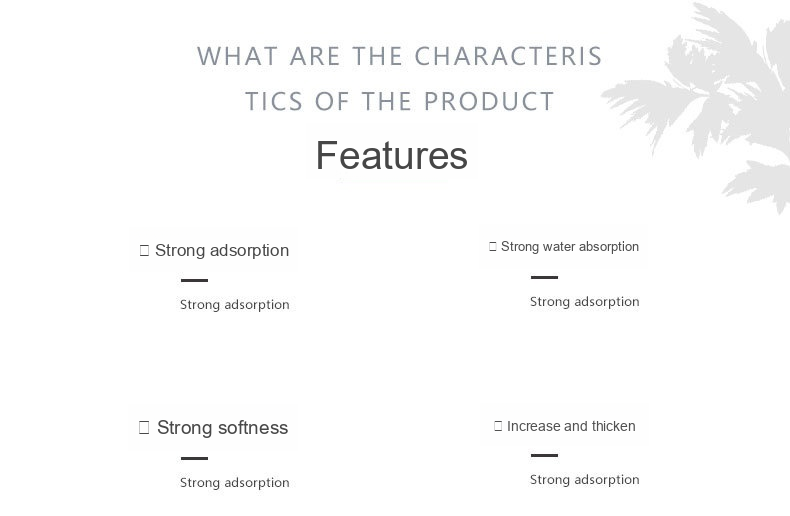 WHAT ARE THE CHARACTERIS
TICS OF THE PRODUCT
Features
Strong adsorption
Strong adsorption
Strong water absorption
Strong adsorption
Strong softness
Strong adsorption
Increase and thicken
Strong adsorption